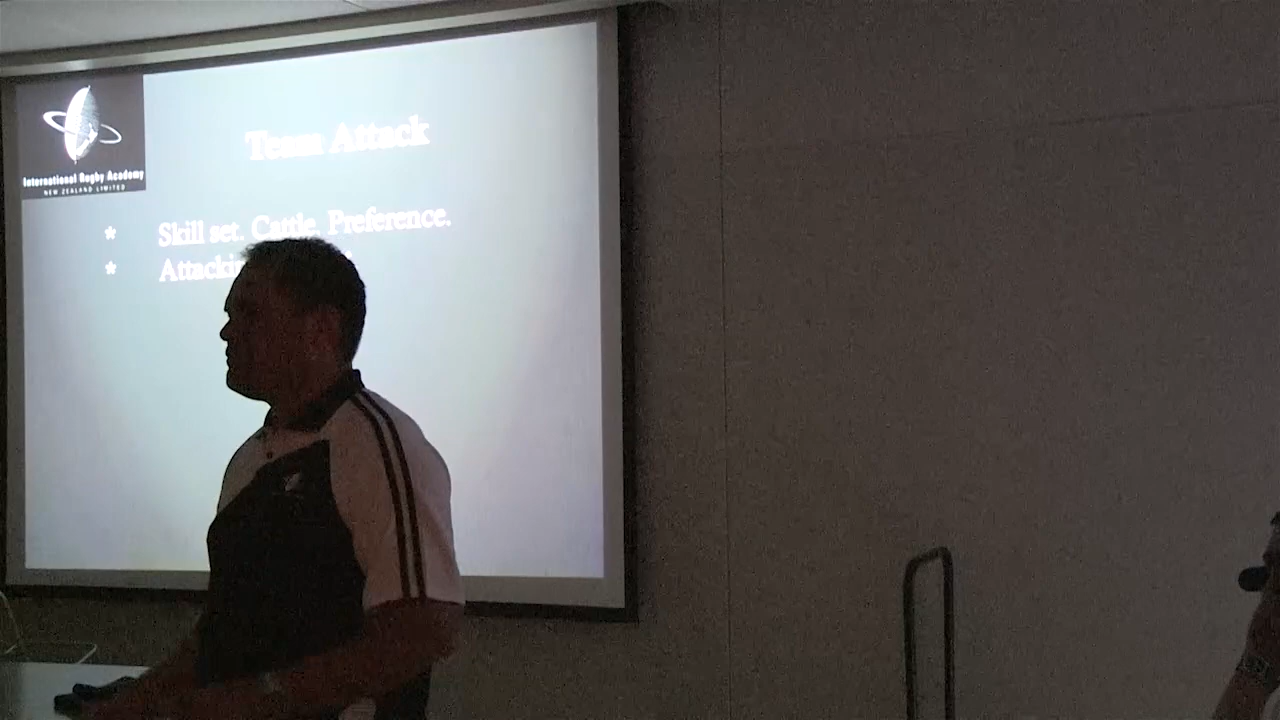 International Rugby Academy
NEW ZEALAND LIMITED
Team Attack
* Skill set. Cattle. Preference.
*